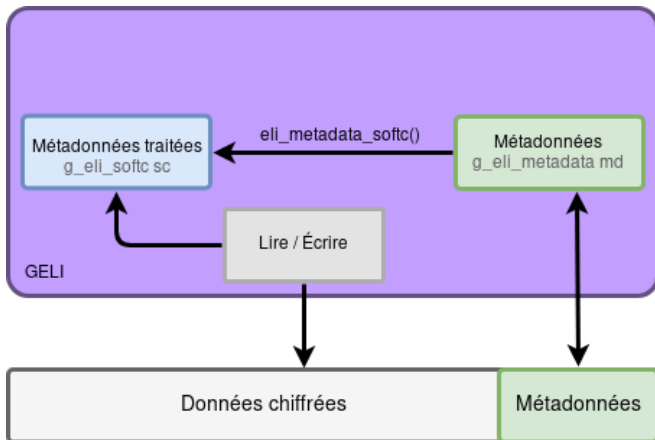 eli_metadata_softc()
Métadonnées traitées
g_eli_softc sc
Métadonnées
g_eli_metadata md
Lire / Écrire
GELI
Données chiffrées
Métadonnées